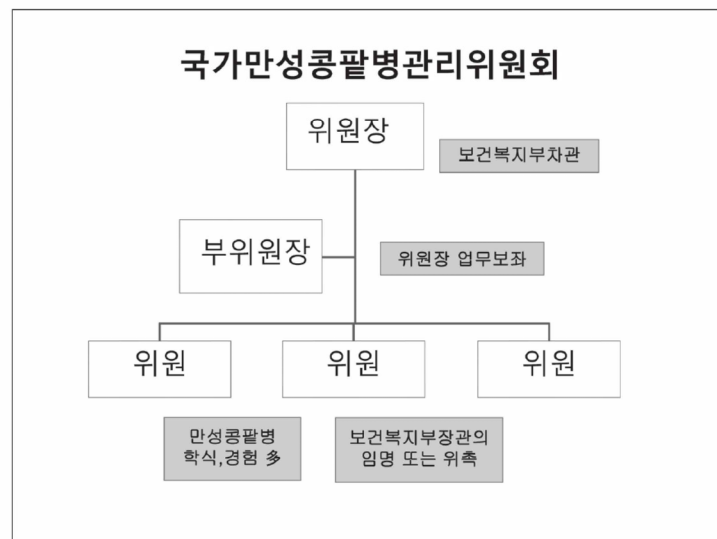 국가만성콩팥병관리위원회
위원장
보건복지부차관
부위원장
위원장 업무보좌
위원
위원
위원
만성콩팥병
학식,경험 多
보건복지부장관의
임명 또는 위촉